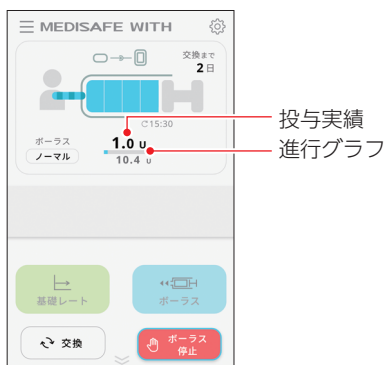 MEDISAFE WITH
交換まで
2日
15:30
ボーラス
ノーマル
1.0 U
10.4 U
投与実績
進行グラフ
基礎レート
ボーラス
交換
ボーラス
停止